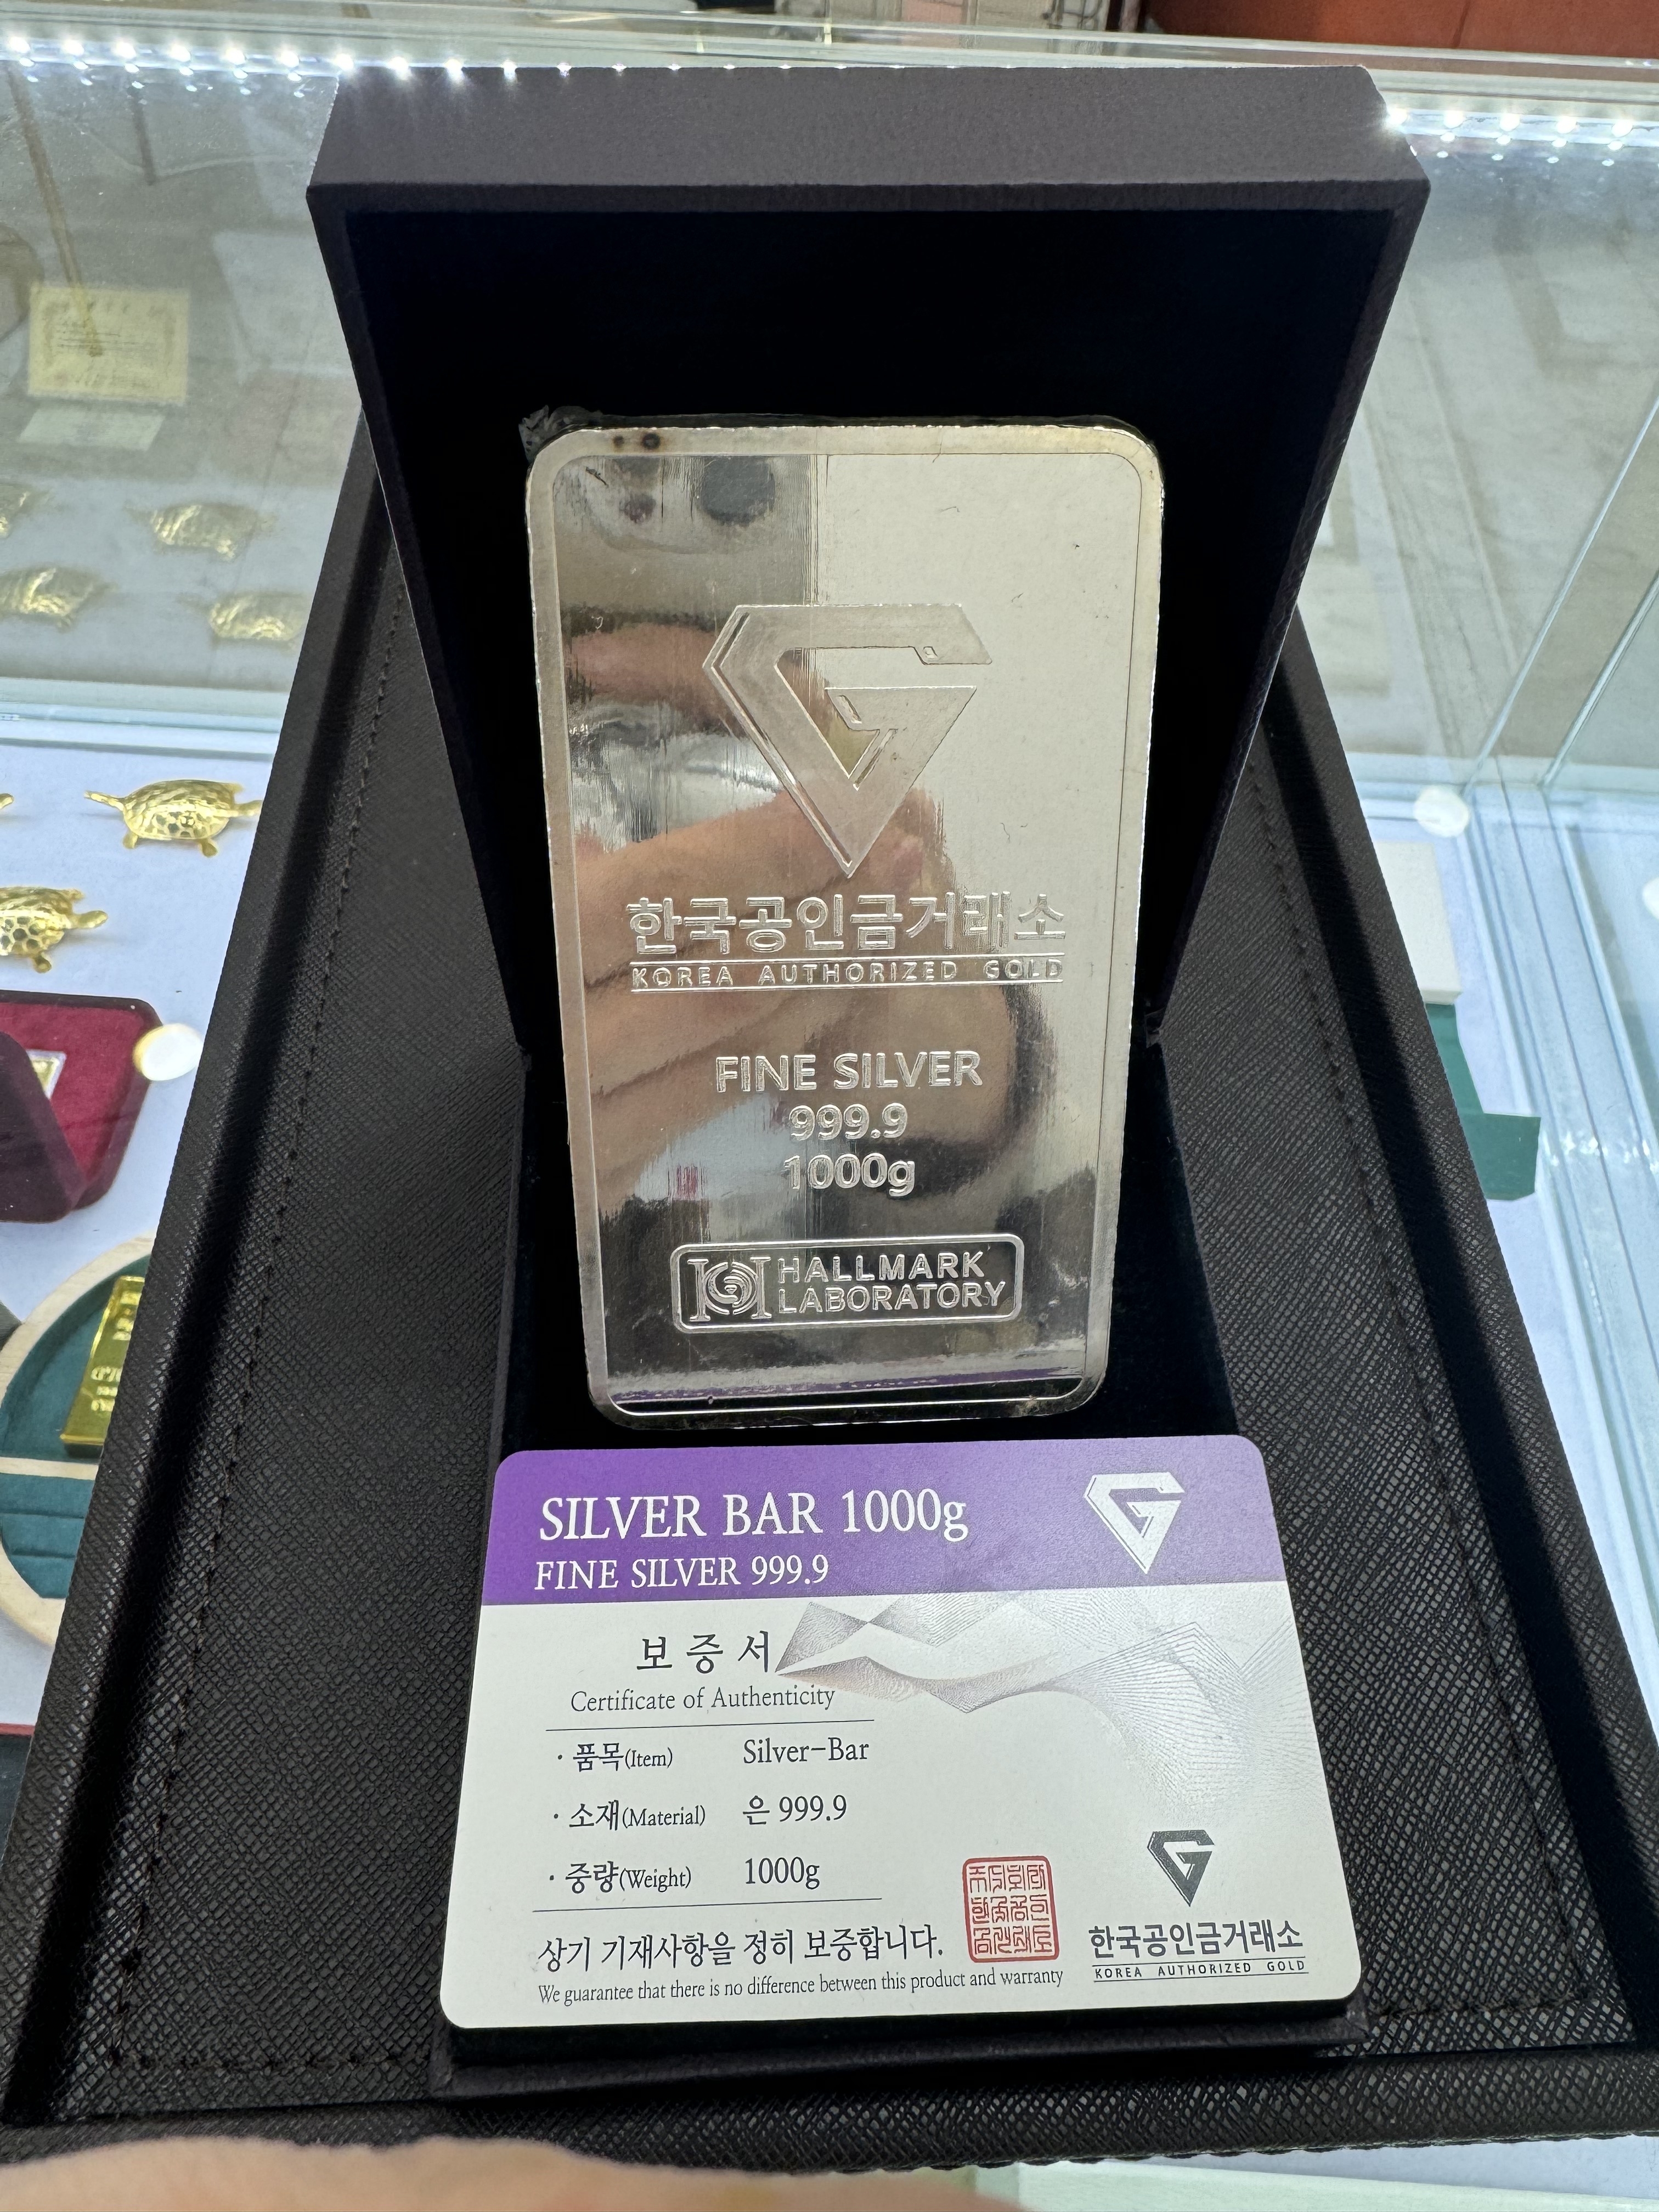 한국공인금거래소
KOREA AUTHORIZED GOLD
FINE SILVER
999.9
1000g
HALLMARK
LABORATORY
SILVER BAR 1000g
FINE SILVER 999.9
보증서
Certificate of Authenticity
· 품목(Item) Silver-Bar
· 소재(Material) 은 999.9
· 중량(Weight) 1000g
상기 기재사항을 정히 보증합니다.
We guarantee that there is no difference between this product and warranty
한국공인금거래소
KOREA AUTHORIZED GOLD